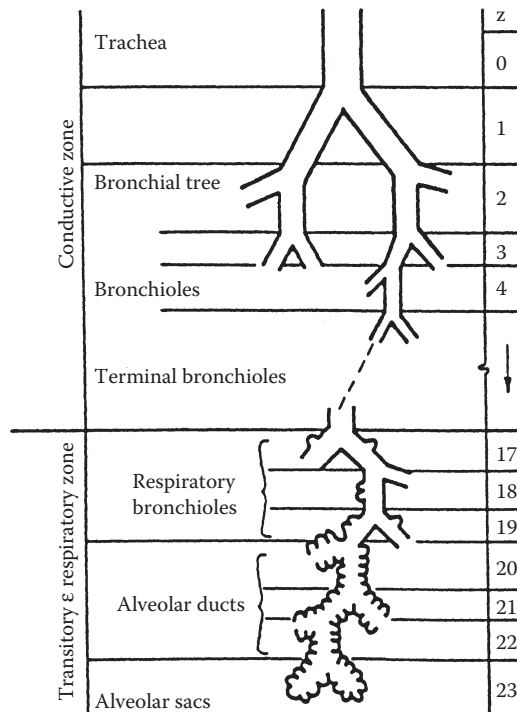 z
Trachea
0
1
Bronchial tree
2
3
Bronchioles
4
Terminal bronchioles
Conductive zone
17
Respiratory
bronchioles
18
19
20
Alveolar ducts
21
22
Alveolar sacs
23
Transitory ε respiratory zone